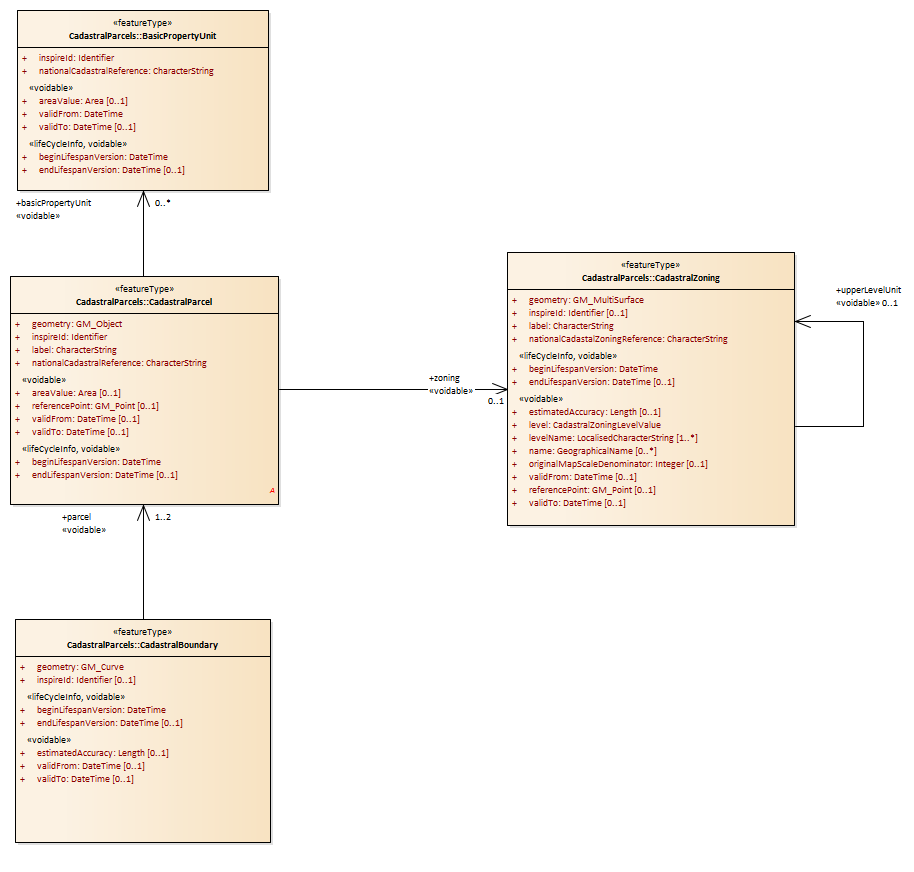 «featureType»
CadastralParcels::BasicPropertyUnit
+ inspireId: Identifier
+ nationalCadastralReference: CharacterString
«voidable»
+ areaValue: Area [0..1]
+ validFrom: DateTime
+ validTo: DateTime [0..1]
«lifeCycleInfo, voidable»
+ beginLifespanVersion: DateTime
+ endLifespanVersion: DateTime [0..1]
+basicPropertyUnit 0..*
«voidable»
«featureType»
CadastralParcels::CadastralParcel
+ geometry: GM_Object
+ inspireId: Identifier
+ label: CharacterString
+ nationalCadastralReference: CharacterString
«voidable»
+ areaValue: Area [0..1]
+ referencePoint: GM_Point [0..1]
+ validFrom: DateTime [0..1]
+ validTo: DateTime [0..1]
«lifeCycleInfo, voidable»
+ beginLifespanVersion: DateTime
+ endLifespanVersion: DateTime [0..1]
A
+zoning
«voidable»
0..1
«featureType»
CadastralParcels::CadastralZoning
+ geometry: GM_MultiSurface
+ inspireId: Identifier [0..1]
+ label: CharacterString
+ nationalCadastalZoningReference: CharacterString
«lifeCycleInfo, voidable»
+ beginLifespanVersion: DateTime
+ endLifespanVersion: DateTime [0..1]
«voidable»
+ estimatedAccuracy: Length [0..1]
+ level: CadastralZoningLevelValue
+ levelName: LocalisedCharacterString [1..*]
+ name: GeographicalName [0..*]
+ originalMapScaleDenominator: Integer [0..1]
+ validFrom: DateTime [0..1]
+ referencePoint: GM_Point [0..1]
+ validTo: DateTime [0..1]
+upperLevelUnit
«voidable» 0..1
+parcel 1..2
«voidable»
«featureType»
CadastralParcels::CadastralBoundary
+ geometry: GM_Curve
+ inspireId: Identifier [0..1]
«lifeCycleInfo, voidable»
+ beginLifespanVersion: DateTime
+ endLifespanVersion: DateTime [0..1]
«voidable»
+ estimatedAccuracy: Length [0..1]
+ validFrom: DateTime [0..1]
+ validTo: DateTime [0..1]